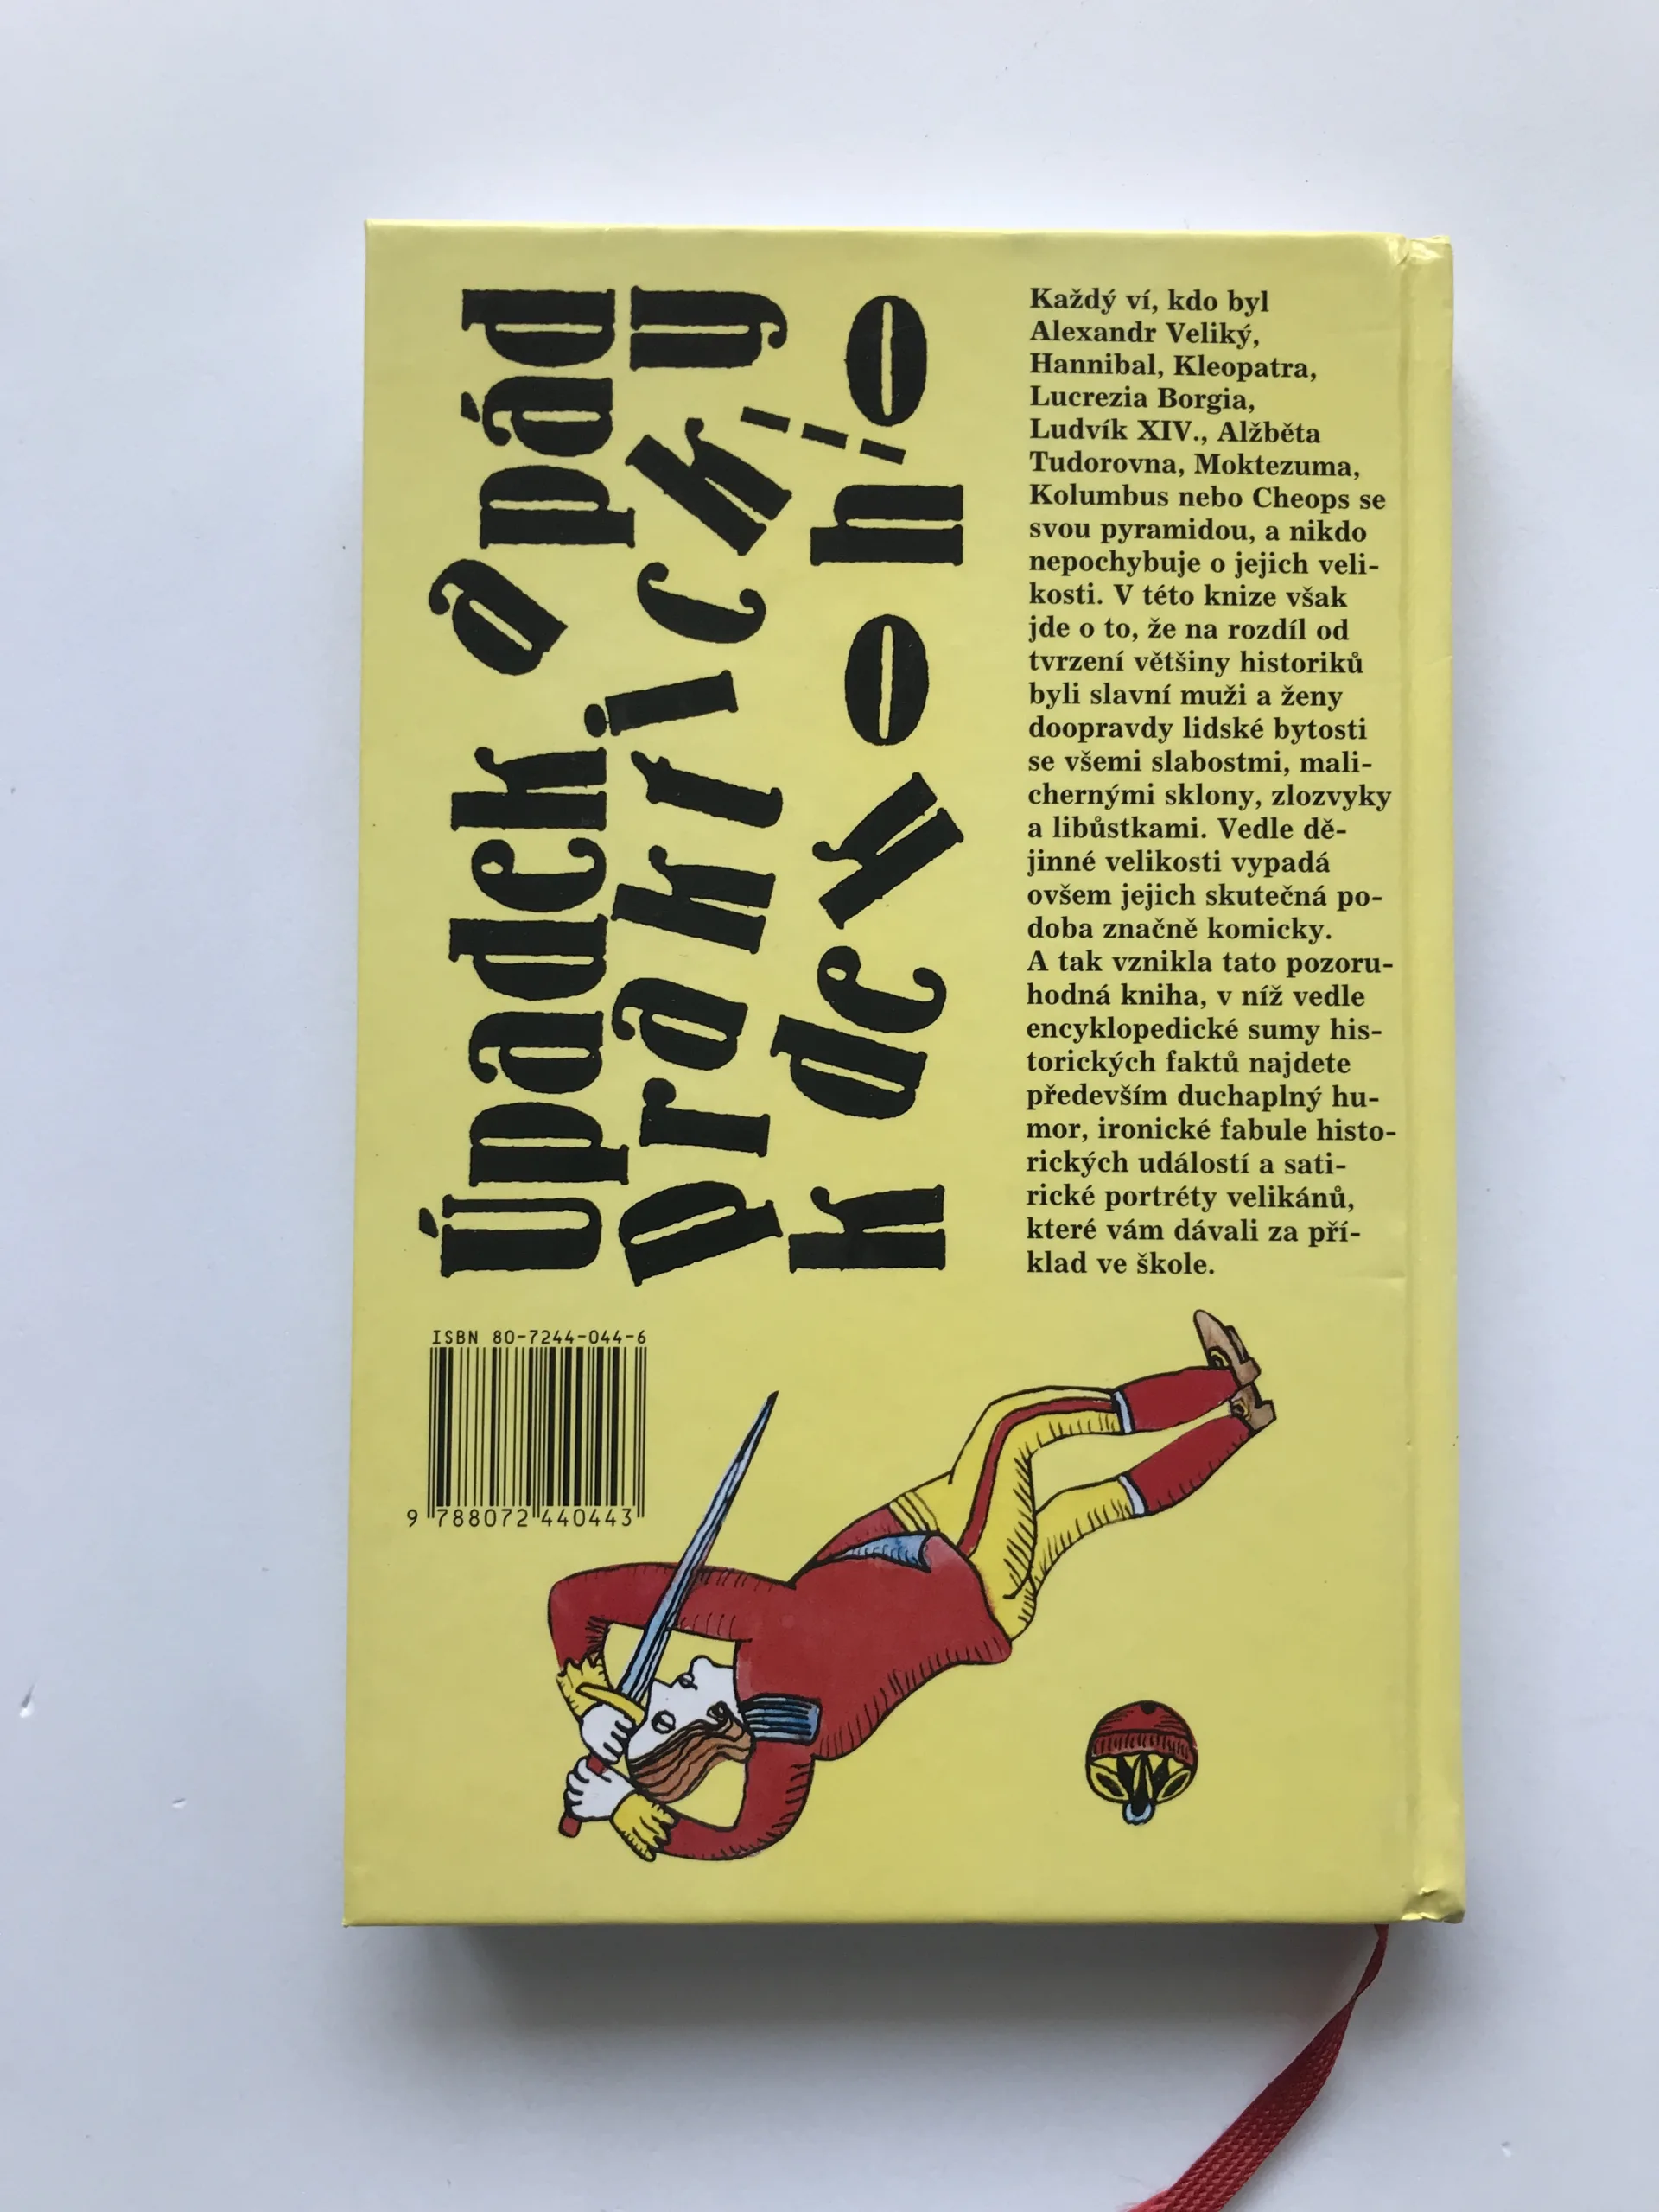 Úpadek a pád
prakticky
kdekoho
Každý ví, kdo byl
Alexandr Veliký,
Hannibal, Kleopatra,
Lucrezia Borgia,
Ludvík XIV., Alžběta
Tudorovna, Moktezuma,
Kolumbus nebo Cheops se
svou pyramidou, a nikdo
nepochybuje o jejich veli-
kosti. V této knize však
jde o to, že na rozdíl od
tvrzení většiny historiků
byli slavní muži a ženy
doopravdy lidské bytosti
se všemi slabostmi, mali-
chernými sklony, zlozvyky
a libůstkami. Vedle dě-
jinné velikosti vypadá
ovšem jejich skutečná po-
doba značně komicky.
A tak vznikla tato pozoru-
hodná kniha, v níž vedle
encyklopedické sumy his-
torických faktů najdete
především duchaplný hu-
mor, ironické fabule histo-
rických událostí a sati-
rické portréty velikánů,
které vám dávali za pří-
klad ve škole.
ISBN 80-7244-044-6
9 788072 440443